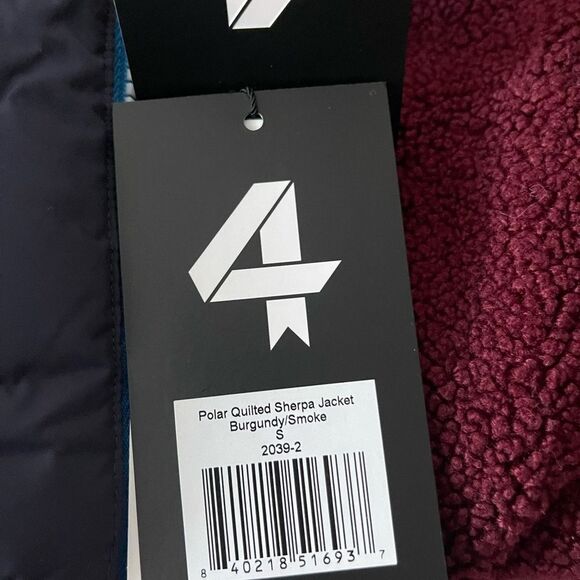 4
Polar Quilted Sherpa Jacket
Burgundy/Smoke
S
2039-2
8 40218 51693 7